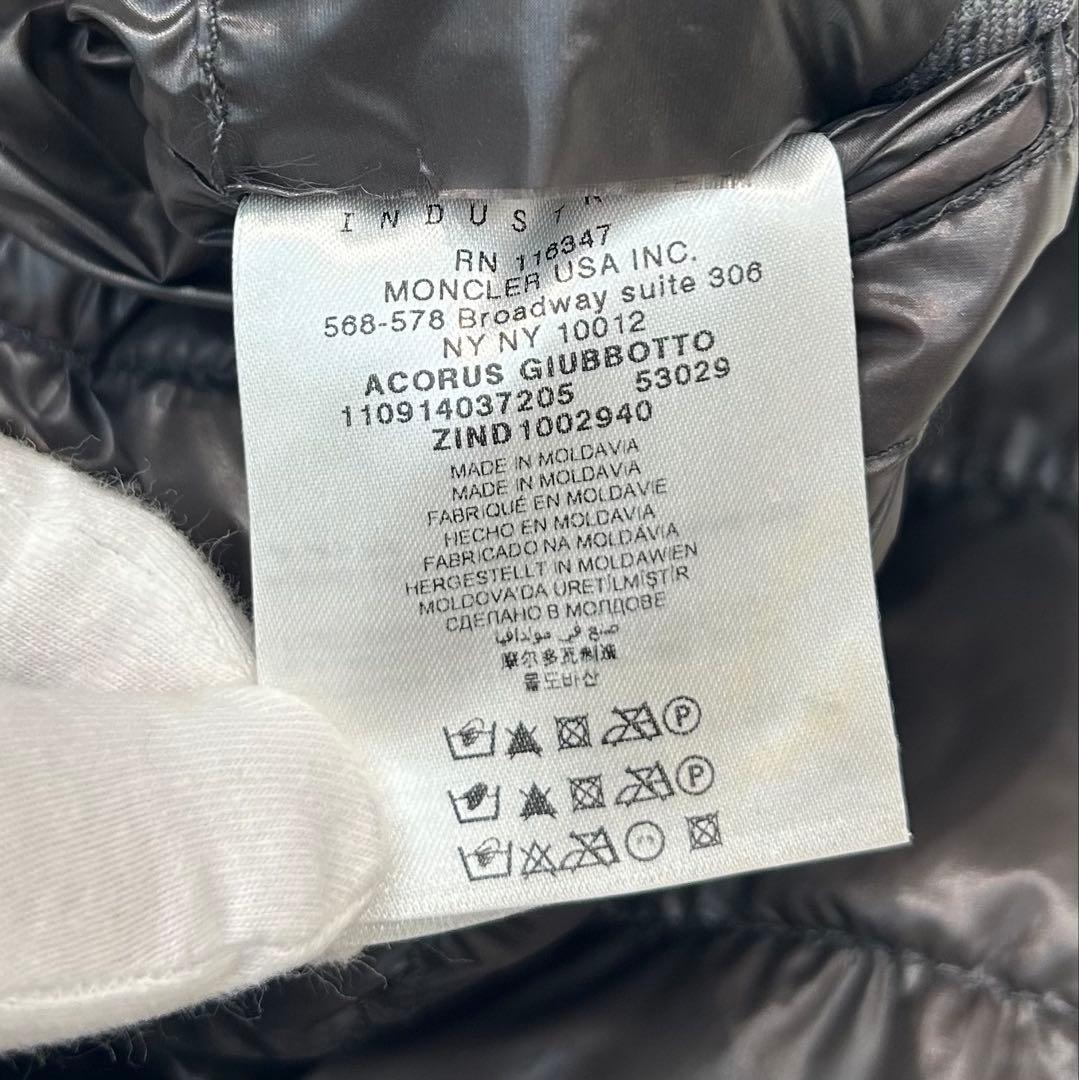 INDUSTR
RN 116347
MONCLER USA INC.
568-578 Broadway suite 306
NY NY 10012
ACORUS GIUBBOTTO
110914037205 53029
ZIND1002940
MADE IN MOLDAVIA
MADE IN MOLDAVIA
FABRIQUÉ EN MOLDAVIE
HECHO EN MOLDAVIA
FABRICADO NA MOLDÁVIA
HERGESTELLT IN MOLDAWIEN
MOLDOVA'DA ÜRETİLMİŞTİR
СДЕЛАНО В МОЛДОВЕ
صنع في مولدافيا
摩尔多瓦制造
몰도바산
P
P